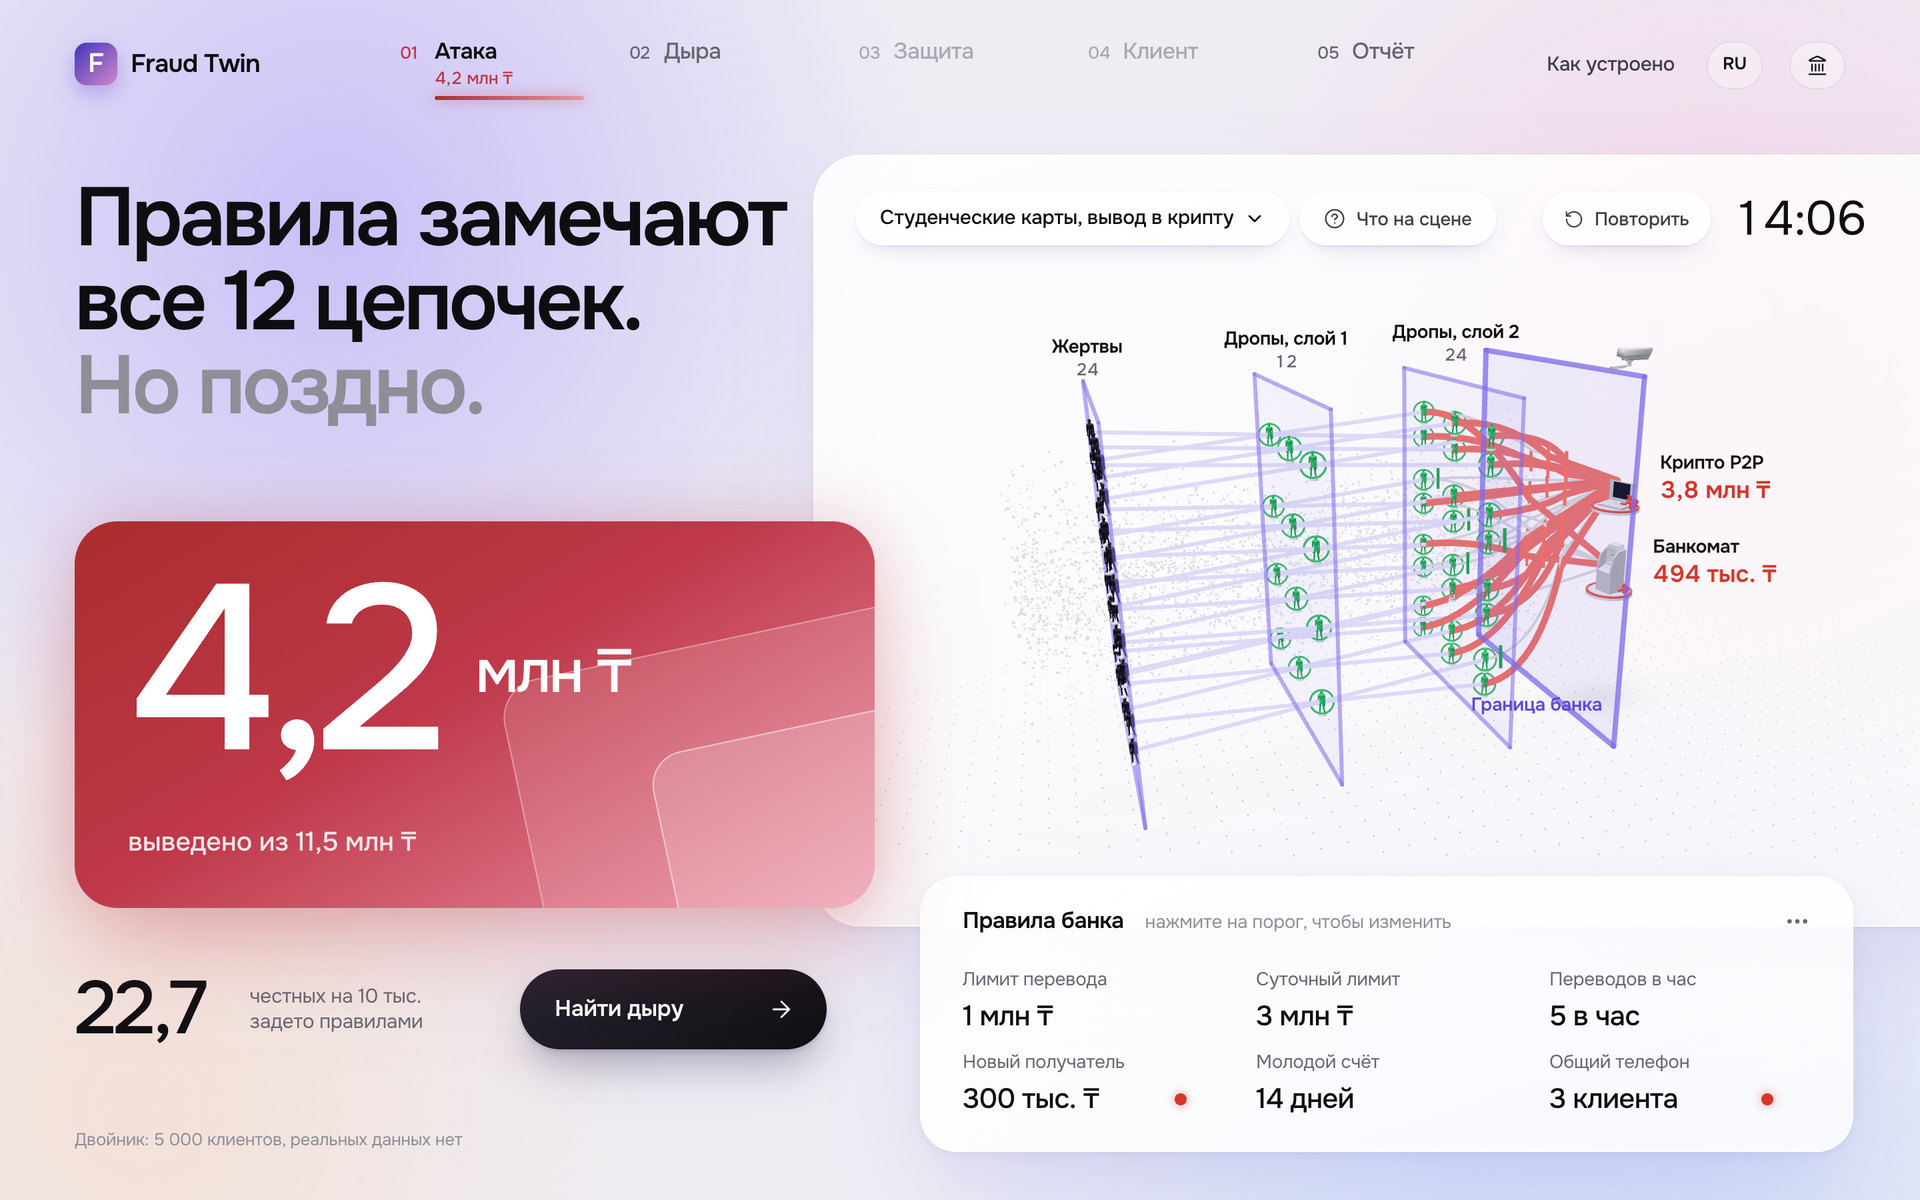 F Fraud Twin
01 Атака
4,2 млн ₸
02 Дыра
03 Защита
04 Клиент
05 Отчёт
Как устроено
RU
Правила замечают
все 12 цепочек.
Но поздно.
4,2 млн ₸
выведено из 11,5 млн ₸
22,7
честных на 10 тыс.
задето правилами
Найти дыру
Двойник: 5 000 клиентов, реальных данных нет
Студенческие карты, вывод в крипту
Что на сцене
Повторить
14:06
Жертвы
24
Дропы, слой 1
12
Дропы, слой 2
24
Крипто P2P
3,8 млн ₸
Банкомат
494 тыс. ₸
Граница банка
Правила банка нажмите на порог, чтобы изменить
Лимит перевода
1 млн ₸
Суточный лимит
3 млн ₸
Переводов в час
5 в час
Новый получатель
300 тыс. ₸
Молодой счёт
14 дней
Общий телефон
3 клиента